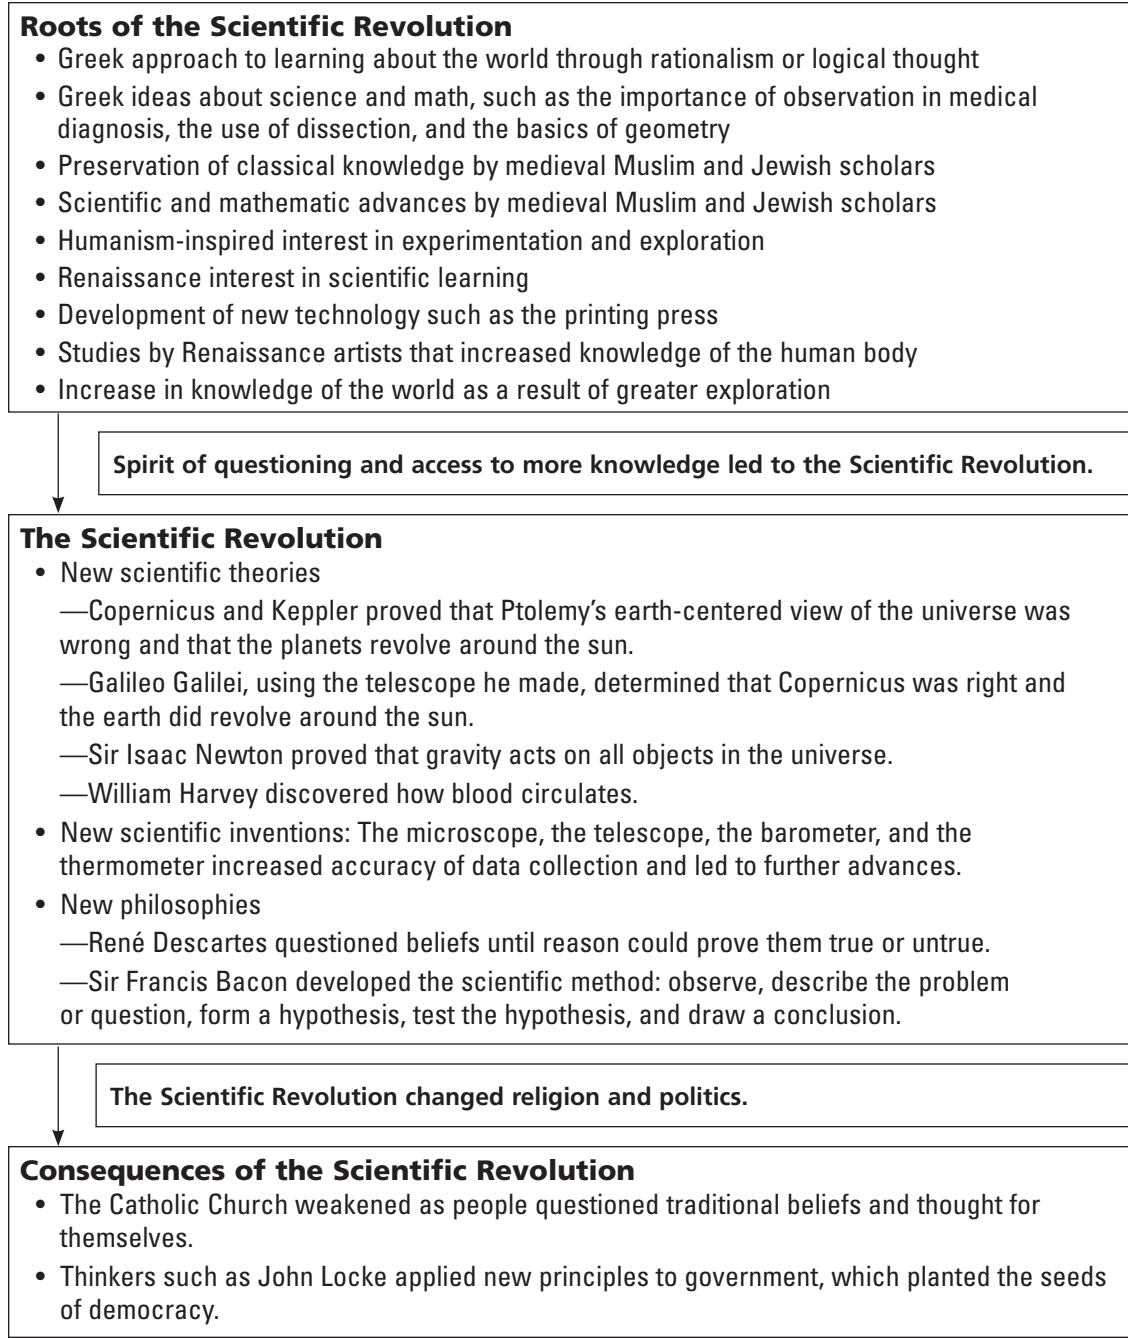 Roots of the Scientific Revolution
• Greek approach to learning about the world through rationalism or logical thought
• Greek ideas about science and math, such as the importance of observation in medical
diagnosis, the use of dissection, and the basics of geometry
• Preservation of classical knowledge by medieval Muslim and Jewish scholars
• Scientific and mathematic advances by medieval Muslim and Jewish scholars
• Humanism-inspired interest in experimentation and exploration
• Renaissance interest in scientific learning
• Development of new technology such as the printing press
• Studies by Renaissance artists that increased knowledge of the human body
• Increase in knowledge of the world as a result of greater exploration
Spirit of questioning and access to more knowledge led to the Scientific Revolution.
The Scientific Revolution
• New scientific theories
—Copernicus and Keppler proved that Ptolemy's earth-centered view of the universe was
wrong and that the planets revolve around the sun.
—Galileo Galilei, using the telescope he made, determined that Copernicus was right and
the earth did revolve around the sun.
—Sir Isaac Newton proved that gravity acts on all objects in the universe.
—William Harvey discovered how blood circulates.
• New scientific inventions: The microscope, the telescope, the barometer, and the
thermometer increased accuracy of data collection and led to further advances.
• New philosophies
—René Descartes questioned beliefs until reason could prove them true or untrue.
—Sir Francis Bacon developed the scientific method: observe, describe the problem
or question, form a hypothesis, test the hypothesis, and draw a conclusion.
The Scientific Revolution changed religion and politics.
Consequences of the Scientific Revolution
• The Catholic Church weakened as people questioned traditional beliefs and thought for
themselves.
• Thinkers such as John Locke applied new principles to government, which planted the seeds
of democracy.